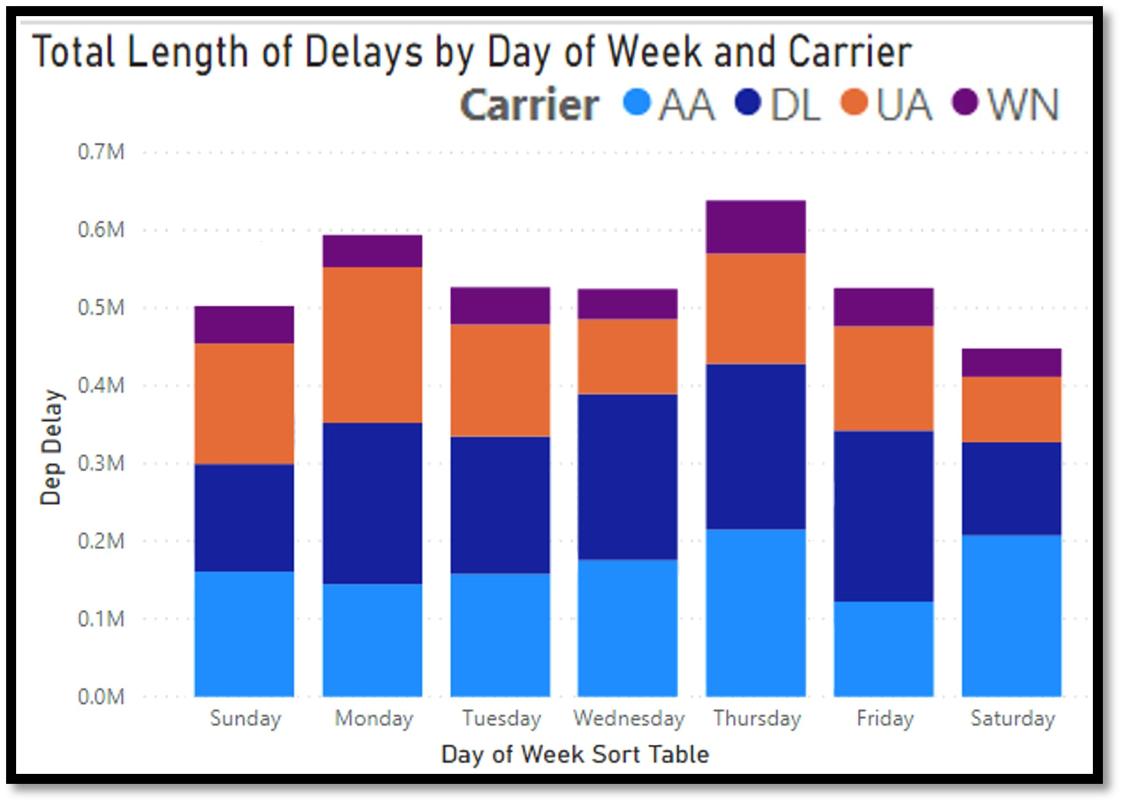 Total Length of Delays by Day of Week and Carrier
Carrier AA DL UA WN
0.7M
0.6M
0.5M
0.4M
0.3M
0.2M
0.1M
0.0M
Dep Delay
Sunday Monday Tuesday Wednesday Thursday Friday Saturday
Day of Week Sort Table